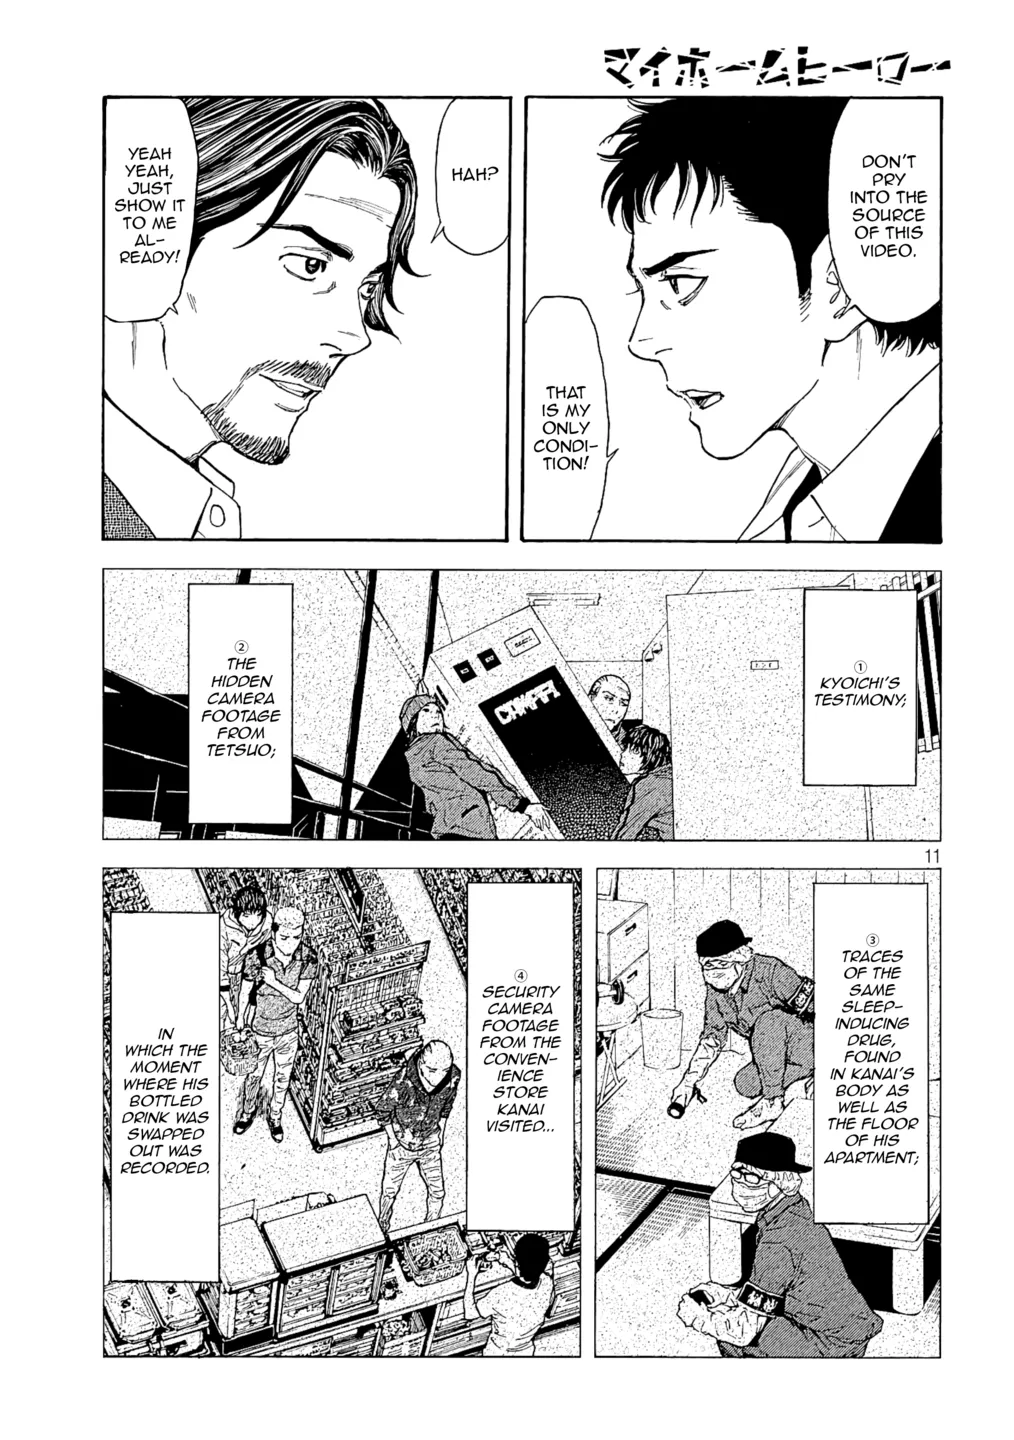 マイホームヒーロー
DON'T
PRY
INTO THE
SOURCE
OF THIS
VIDEO.
THAT
IS MY
ONLY
CONDI-
TION!
HAH?
YEAH
YEAH,
JUST
SHOW IT
TO ME
AL-
READY!
①
KYOICHI'S
TESTIMONY;
②
THE
HIDDEN
CAMERA
FOOTAGE
FROM
TETSUO;
11
③
TRACES
OF THE
SAME
SLEEP-
INDUCING
DRUG,
FOUND
IN KANAI'S
BODY AS
WELL AS
THE FLOOR
OF HIS
APARTMENT;
④
SECURITY
CAMERA
FOOTAGE
FROM THE
CONVEN-
IENCE
STORE
KANAI
VISITED...
IN
WHICH THE
MOMENT
WHERE HIS
BOTTLED
DRINK WAS
SWAPPED
OUT WAS
RECORDED.